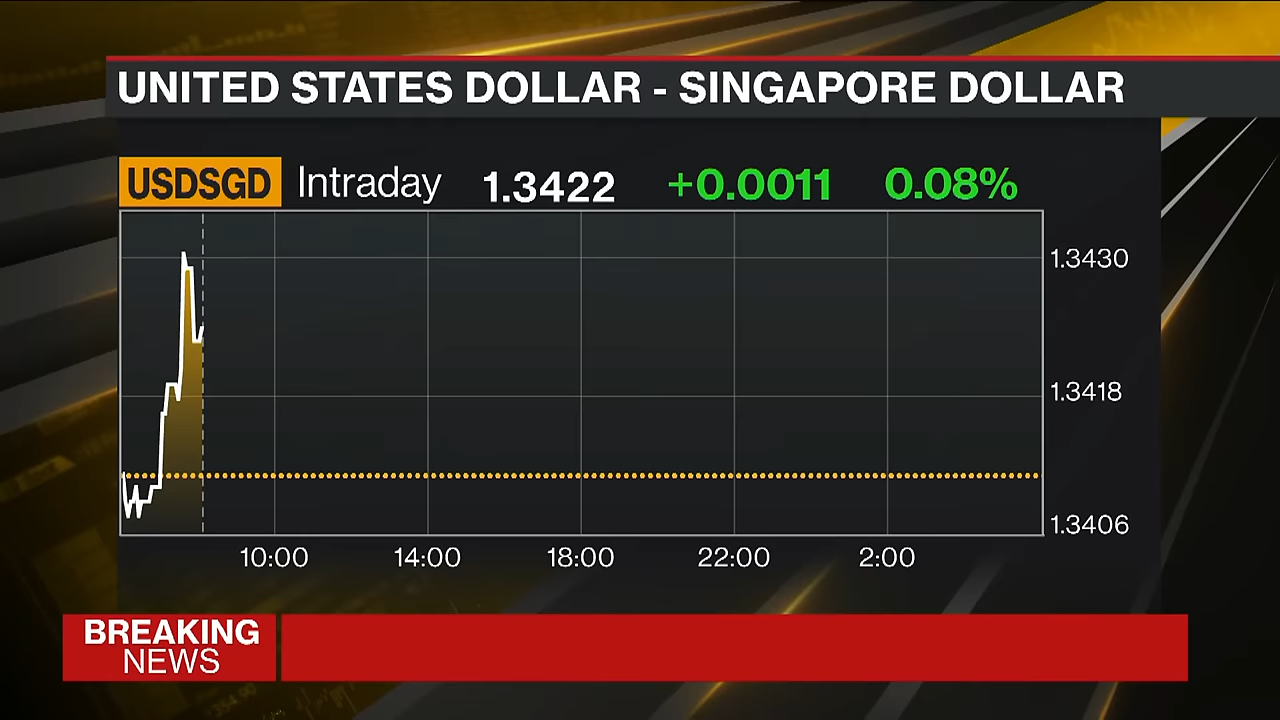 UNITED STATES DOLLAR - SINGAPORE DOLLAR
USDSGD Intraday 1.3422 +0.0011 0.08%
1.3430
1.3418
1.3406
10:00 14:00 18:00 22:00 2:00
BREAKING
NEWS